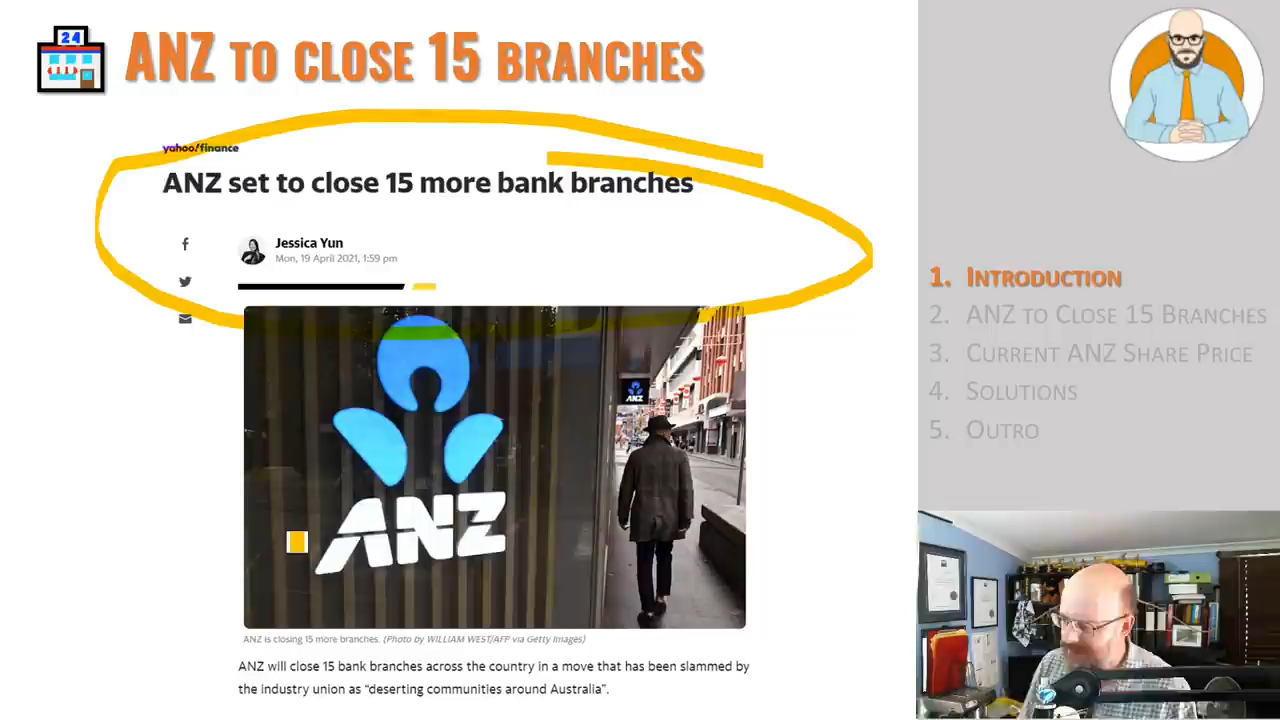 24
ANZ TO CLOSE 15 BRANCHES
yahoo!finance
ANZ set to close 15 more bank branches
Jessica Yun
Mon, 19 April 2021, 1:59 pm
ANZ
ANZ
ANZ is closing 15 more branches. (Photo by WILLIAM WEST/AFP via Getty Images)
ANZ will close 15 bank branches across the country in a move that has been slammed by
the industry union as “deserting communities around Australia”.
1. INTRODUCTION
2. ANZ TO CLOSE 15 BRANCHES
3. CURRENT ANZ SHARE PRICE
4. SOLUTIONS
5. OUTRO